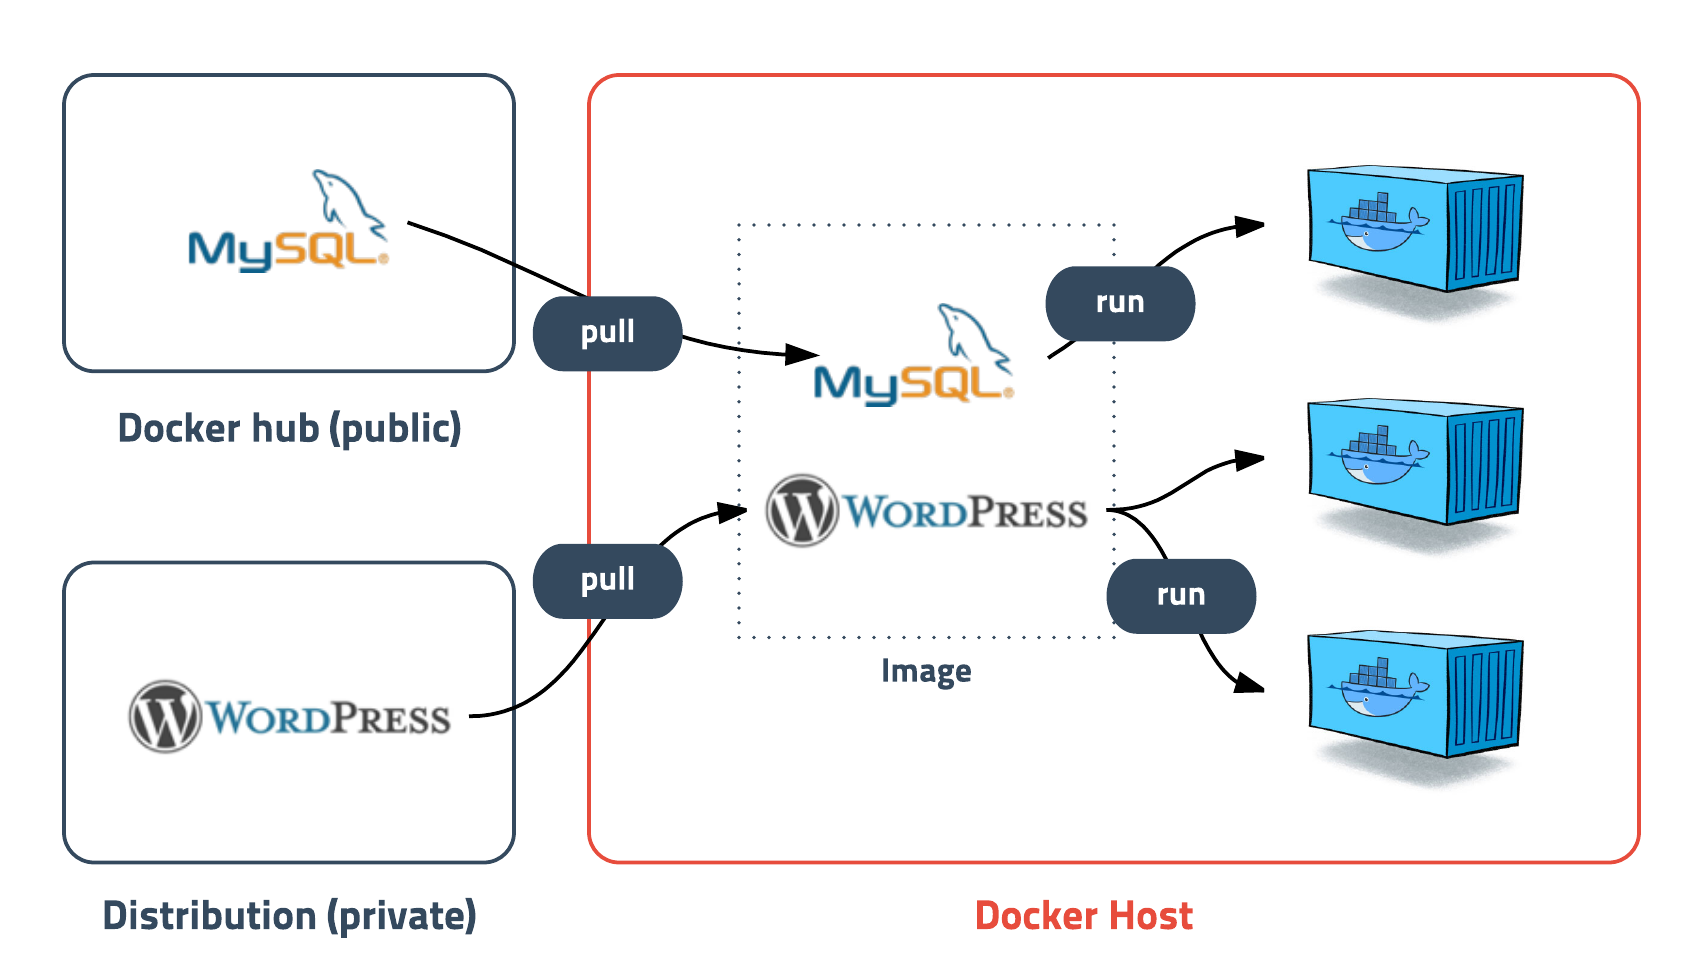 MySQL®
Docker hub (public)
pull
MySQL®
run
WORDPRESS
Image
pull
run
WORDPRESS
Distribution (private)
Docker Host